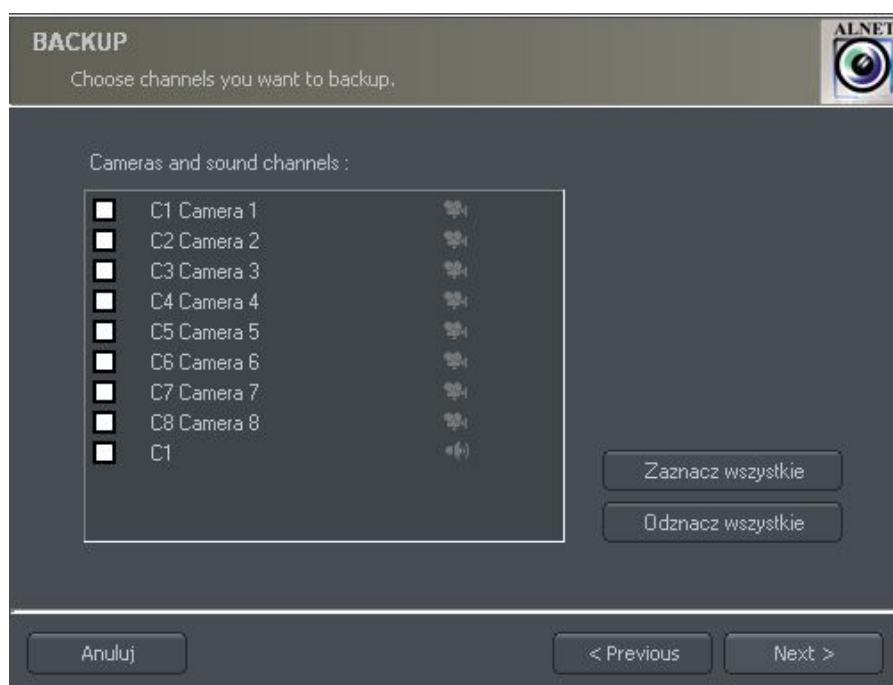 BACKUP
ALNET
Choose channels you want to backup.
Cameras and sound channels :
C1 Camera 1
C2 Camera 2
C3 Camera 3
C4 Camera 4
C5 Camera 5
C6 Camera 6
C7 Camera 7
C8 Camera 8
C1
Zaznacz wszystkie
Odznacz wszystkie
Anuluj
< Previous
Next >